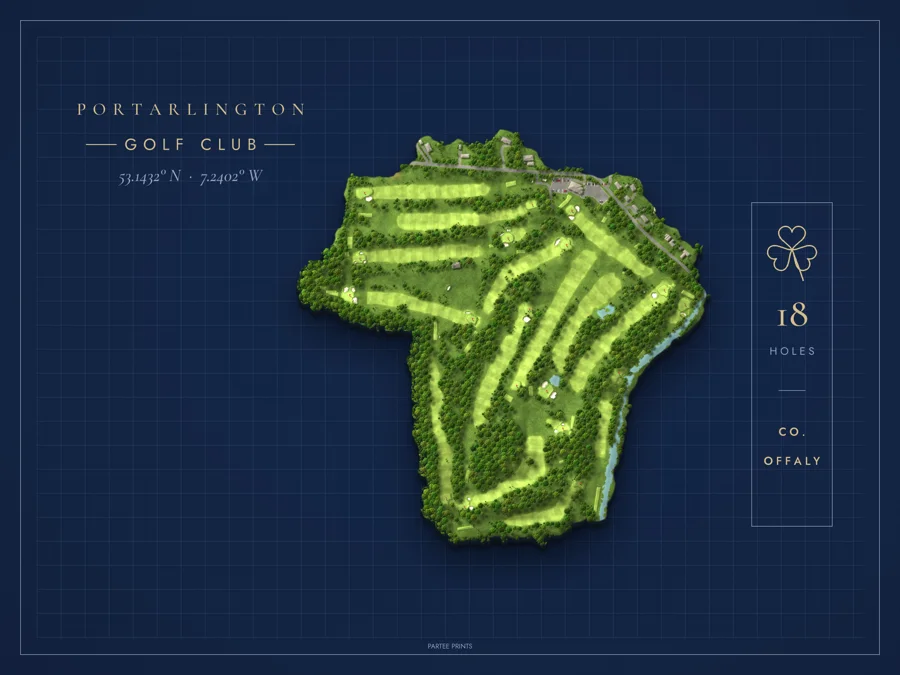 PORTARLINGTON
GOLF CLUB
53.1432° N · 7.2402° W
18
HOLES
CO.
OFFALY
PARTEE PRINTS